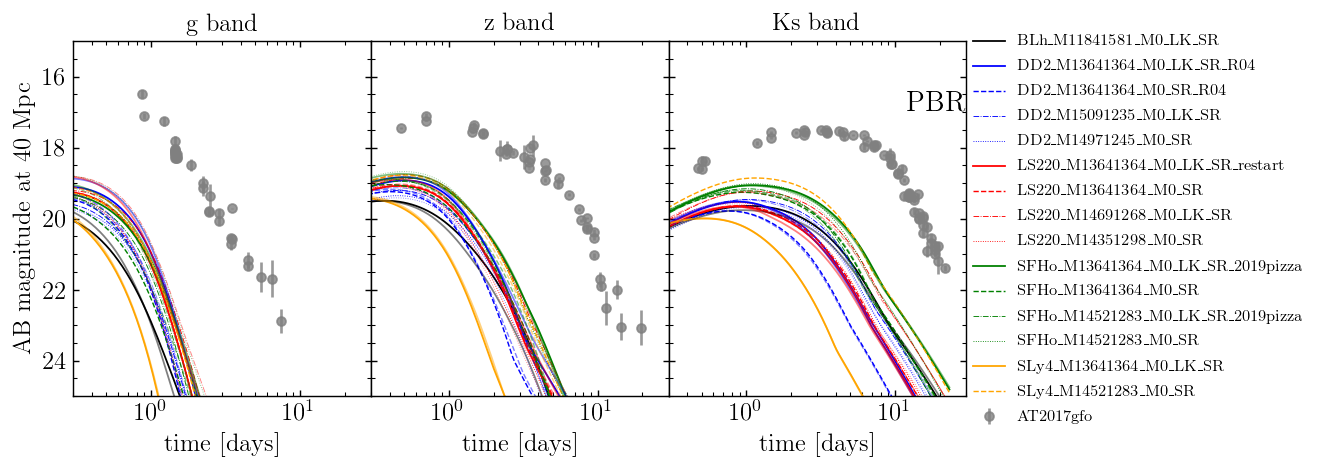 g band
z band
Ks band
AB magnitude at 40 Mpc
16
18
20
22
24
10^0
10^1
10^0
10^1
10^0
10^1
time [days]
time [days]
time [days]
PBR
BLh_M11841581_M0_LK_SR
DD2_M13641364_M0_LK_SR_R04
DD2_M13641364_M0_SR_R04
DD2_M15091235_M0_LK_SR
DD2_M14971245_M0_SR
LS220_M13641364_M0_LK_SR_restart
LS220_M13641364_M0_SR
LS220_M14691268_M0_LK_SR
LS220_M14351298_M0_SR
SFHo_M13641364_M0_LK_SR_2019pizza
SFHo_M13641364_M0_SR
SFHo_M14521283_M0_LK_SR_2019pizza
SFHo_M14521283_M0_SR
SLy4_M13641364_M0_LK_SR
SLy4_M14521283_M0_SR
AT2017gfo